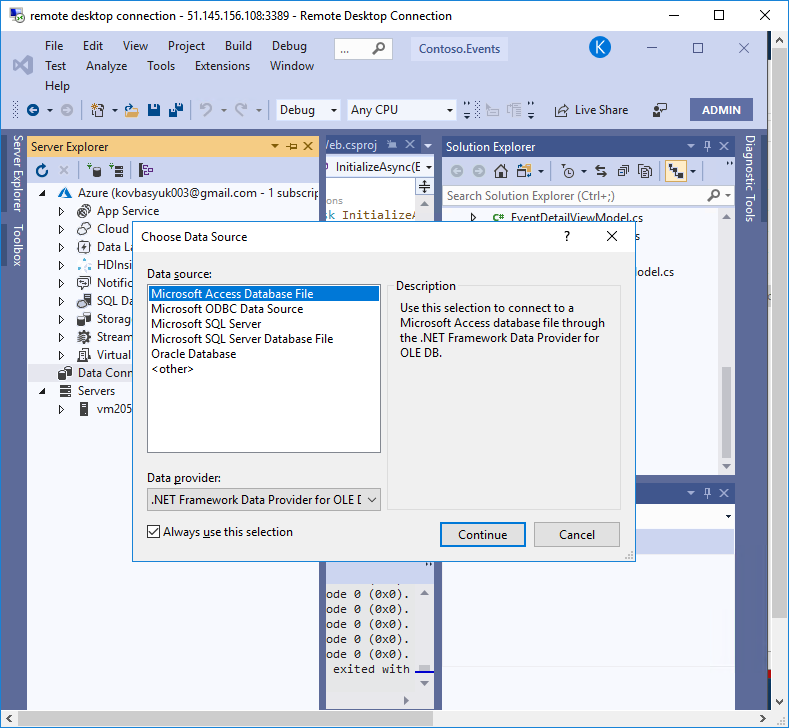 remote desktop connection - 51.145.156.108:3389 - Remote Desktop Connection
File Edit View Project Build Debug
Test Analyze Tools Extensions Window
Help
...
Contoso.Events
K
Debug
Any CPU
Live Share
ADMIN
Server Explorer
Toolbox
Server Explorer
Azure (kovbasyuk003@gmail.com - 1 subscrip
App Service
Cloud
Data La
HDInsi
Notific
SQL Da
Storag
Stream
Virtual
Data Conn
Servers
vm205
Web.csproj
InitializeAsync(E
ons
sk InitializeA
Solution Explorer
Search Solution Explorer (Ctrl+;)
C# EventDetailViewModel.cs
s
odel.cs
Diagnostic Tools
Choose Data Source
?
Data source:
Microsoft Access Database File
Microsoft ODBC Data Source
Microsoft SQL Server
Microsoft SQL Server Database File
Oracle Database
<other>
Description
Use this selection to connect to a
Microsoft Access database file through
the .NET Framework Data Provider for
OLE DB.
Data provider:
.NET Framework Data Provider for OLE D
Always use this selection
Continue
Cancel
ode 0 (0x0).
ode 0 (0x0).
ode 0 (0x0).
ode 0 (0x0).
ode 0 (0x0).
exited with